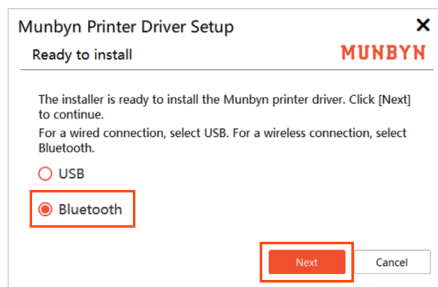 Munbyn Printer Driver Setup
Ready to install
MUNBYN
The installer is ready to install the Munbyn printer driver. Click [Next]
to continue.
For a wired connection, select USB. For a wireless connection, select
Bluetooth.
USB
Bluetooth
Next
Cancel